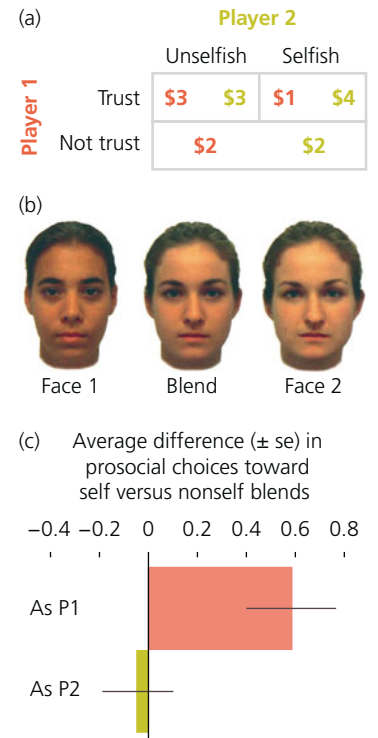 (a)
Player 2
Unselfish Selfish
Player 1
Trust $3 $3 $1 $4
Not trust $2 $2
(b)
Face 1 Blend Face 2
(c) Average difference (± se) in
prosocial choices toward
self versus nonself blends
−0.4 −0.2 0 0.2 0.4 0.6 0.8
As P1
As P2